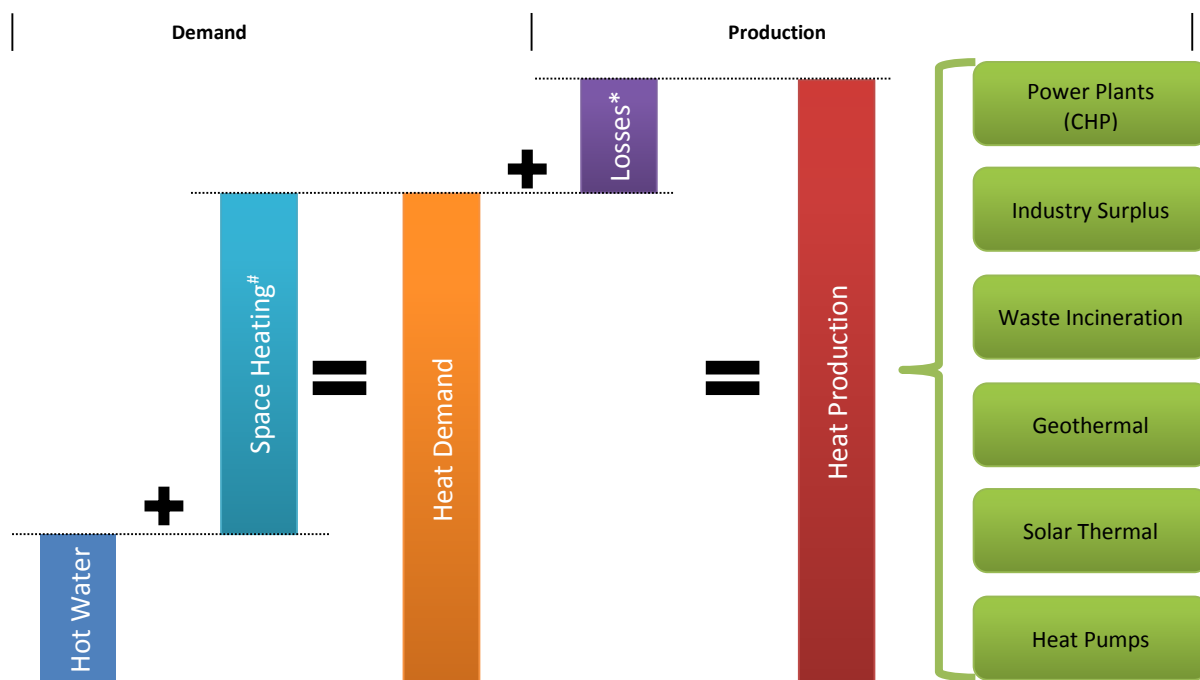 Demand
Production
Hot Water
Space Heating#
Heat Demand
Losses*
Heat Production
Power Plants
(CHP)
Industry Surplus
Waste Incineration
Geothermal
Solar Thermal
Heat Pumps